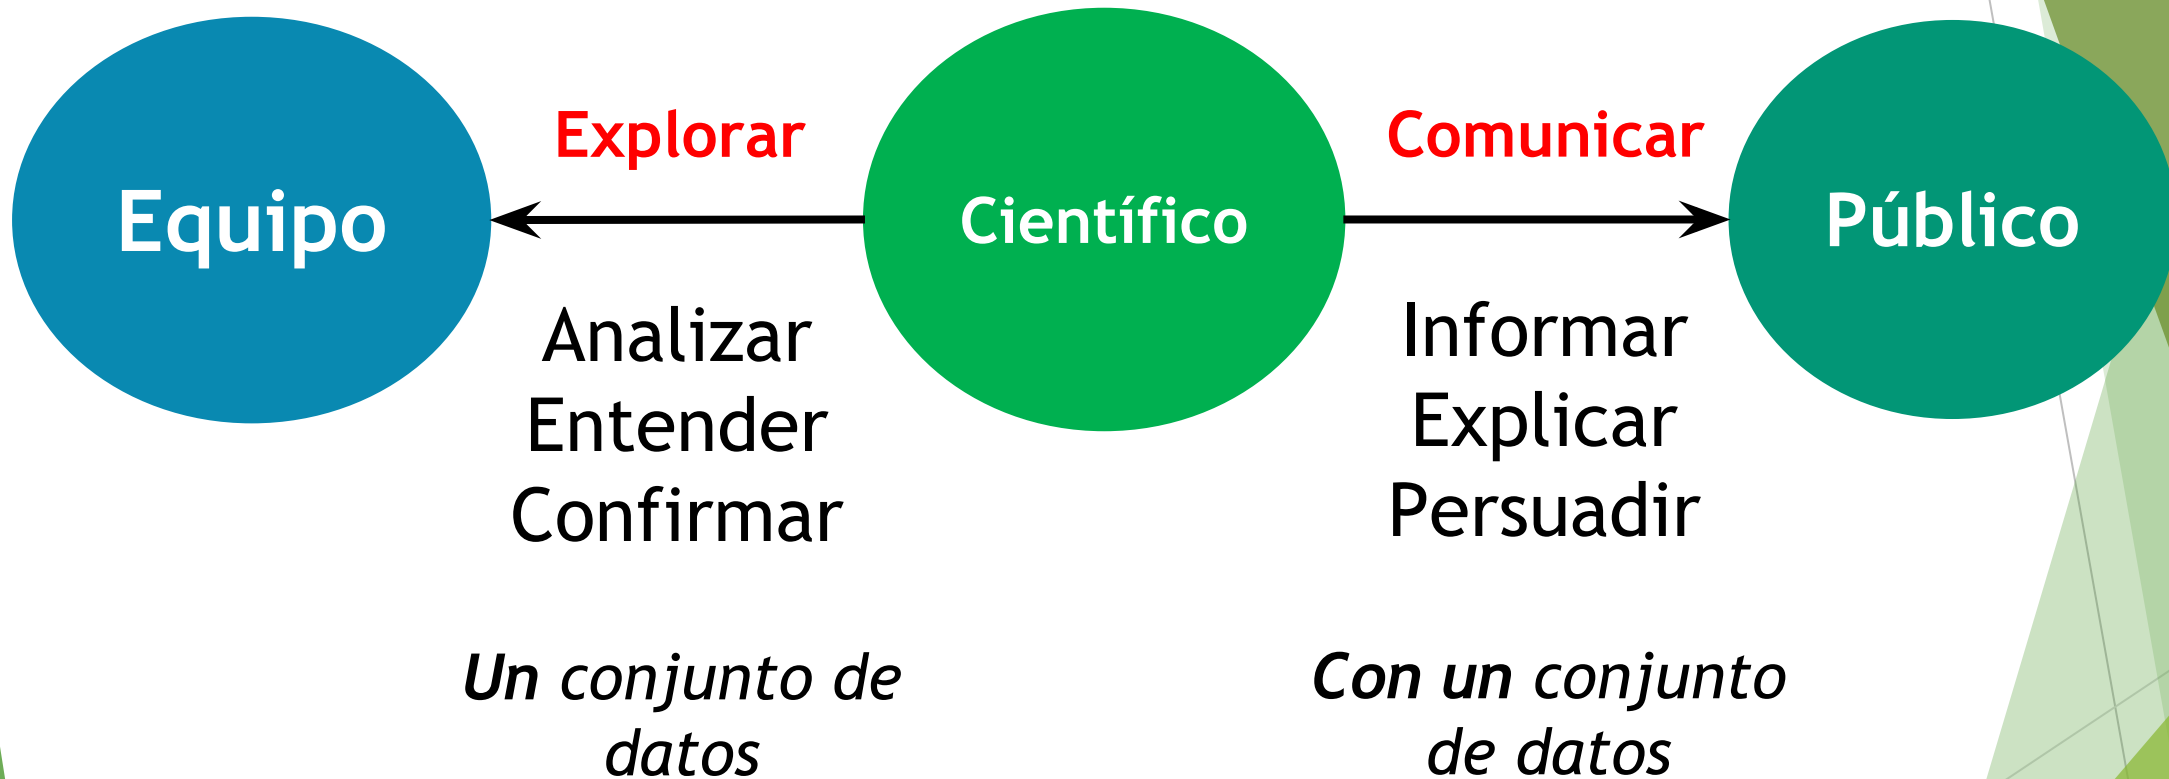 Equipo
Explorar
Analizar
Entender
Confirmar
Un conjunto de
datos
Científico
Comunicar
Informar
Explicar
Persuadir
Con un conjunto
de datos
Público